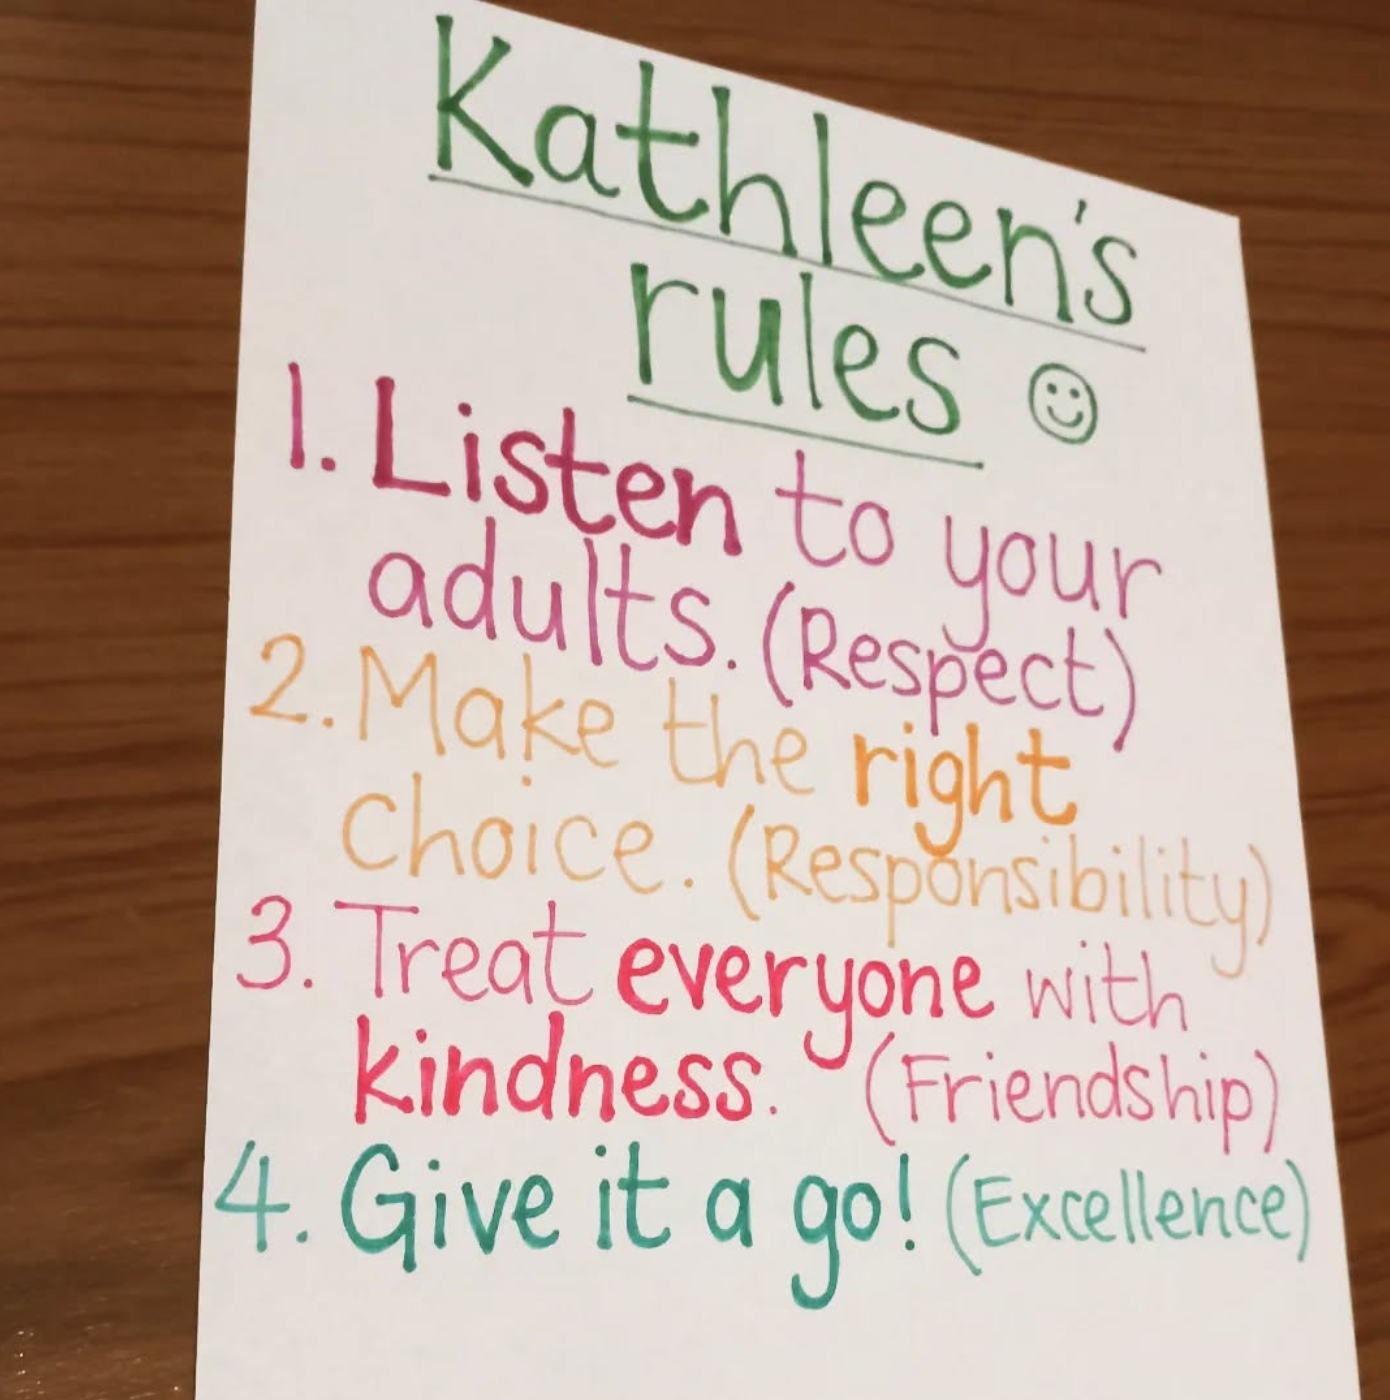 Kathleen's
rules ☺
1. Listen to your
adults. (Respect)
2. Make the right
choice. (Responsibility)
3. Treat everyone with
kindness. (Friendship)
4. Give it a go! (Excellence)